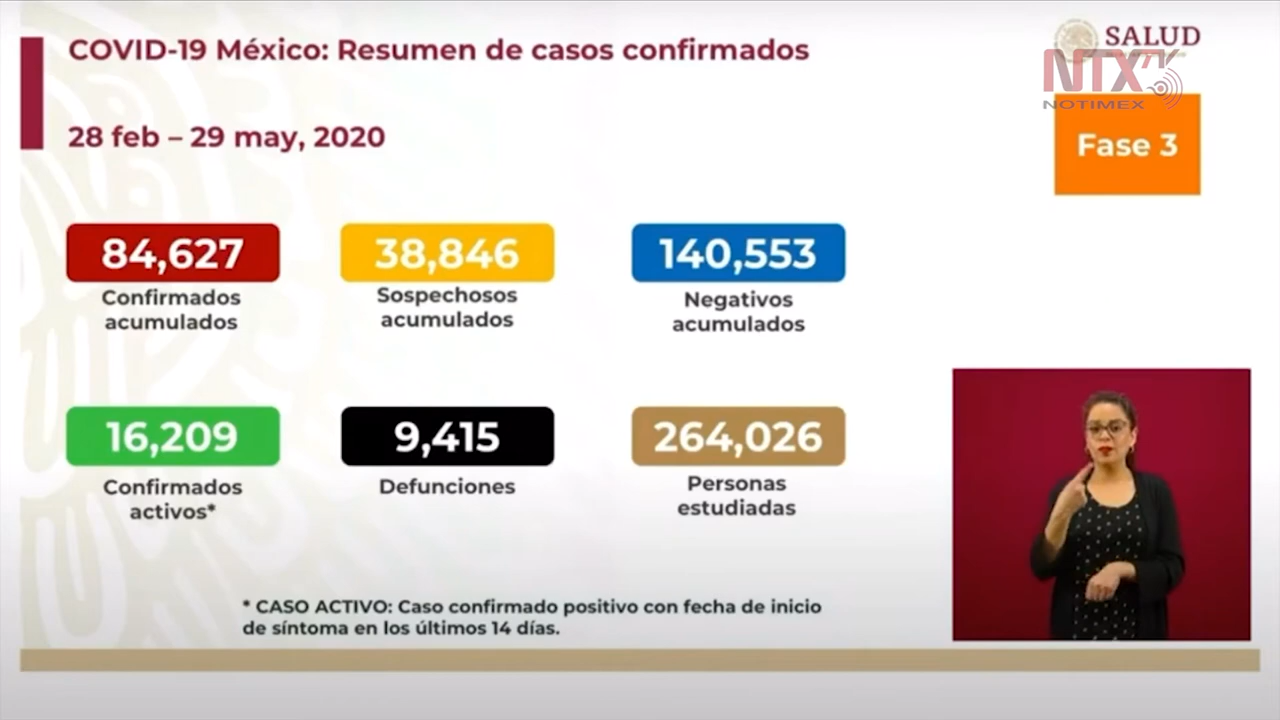 COVID-19 México: Resumen de casos confirmados
SALUD
NTX
NOTIMEX
28 feb – 29 may, 2020
Fase 3
84,627
Confirmados
acumulados
38,846
Sospechosos
acumulados
140,553
Negativos
acumulados
16,209
Confirmados
activos*
9,415
Defunciones
264,026
Personas
estudiadas
* CASO ACTIVO: Caso confirmado positivo con fecha de inicio
de síntoma en los últimos 14 días.